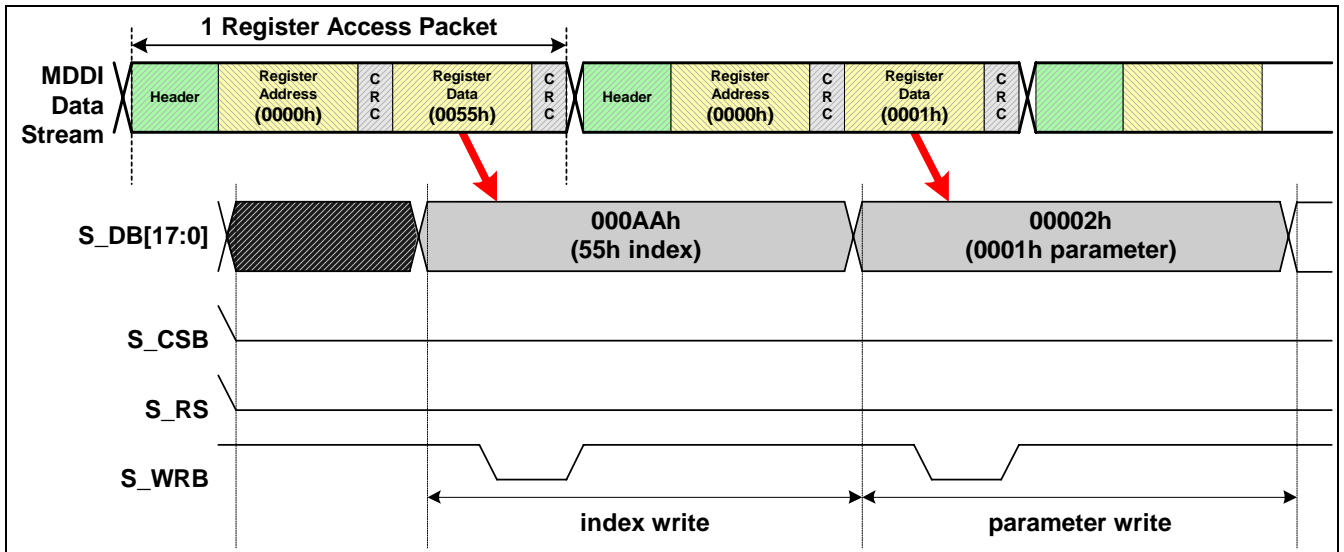 1 Register Access Packet
MDDI
Data
Stream
Header
Register
Address
(0000h)
C
R
C
Register
Data
(0055h)
C
R
C
Header
Register
Address
(0000h)
C
R
C
Register
Data
(0001h)
C
R
C
S_DB[17:0]
000AAh
(55h index)
00002h
(0001h parameter)
S_CSB
S_RS
S_WRB
index write
parameter write